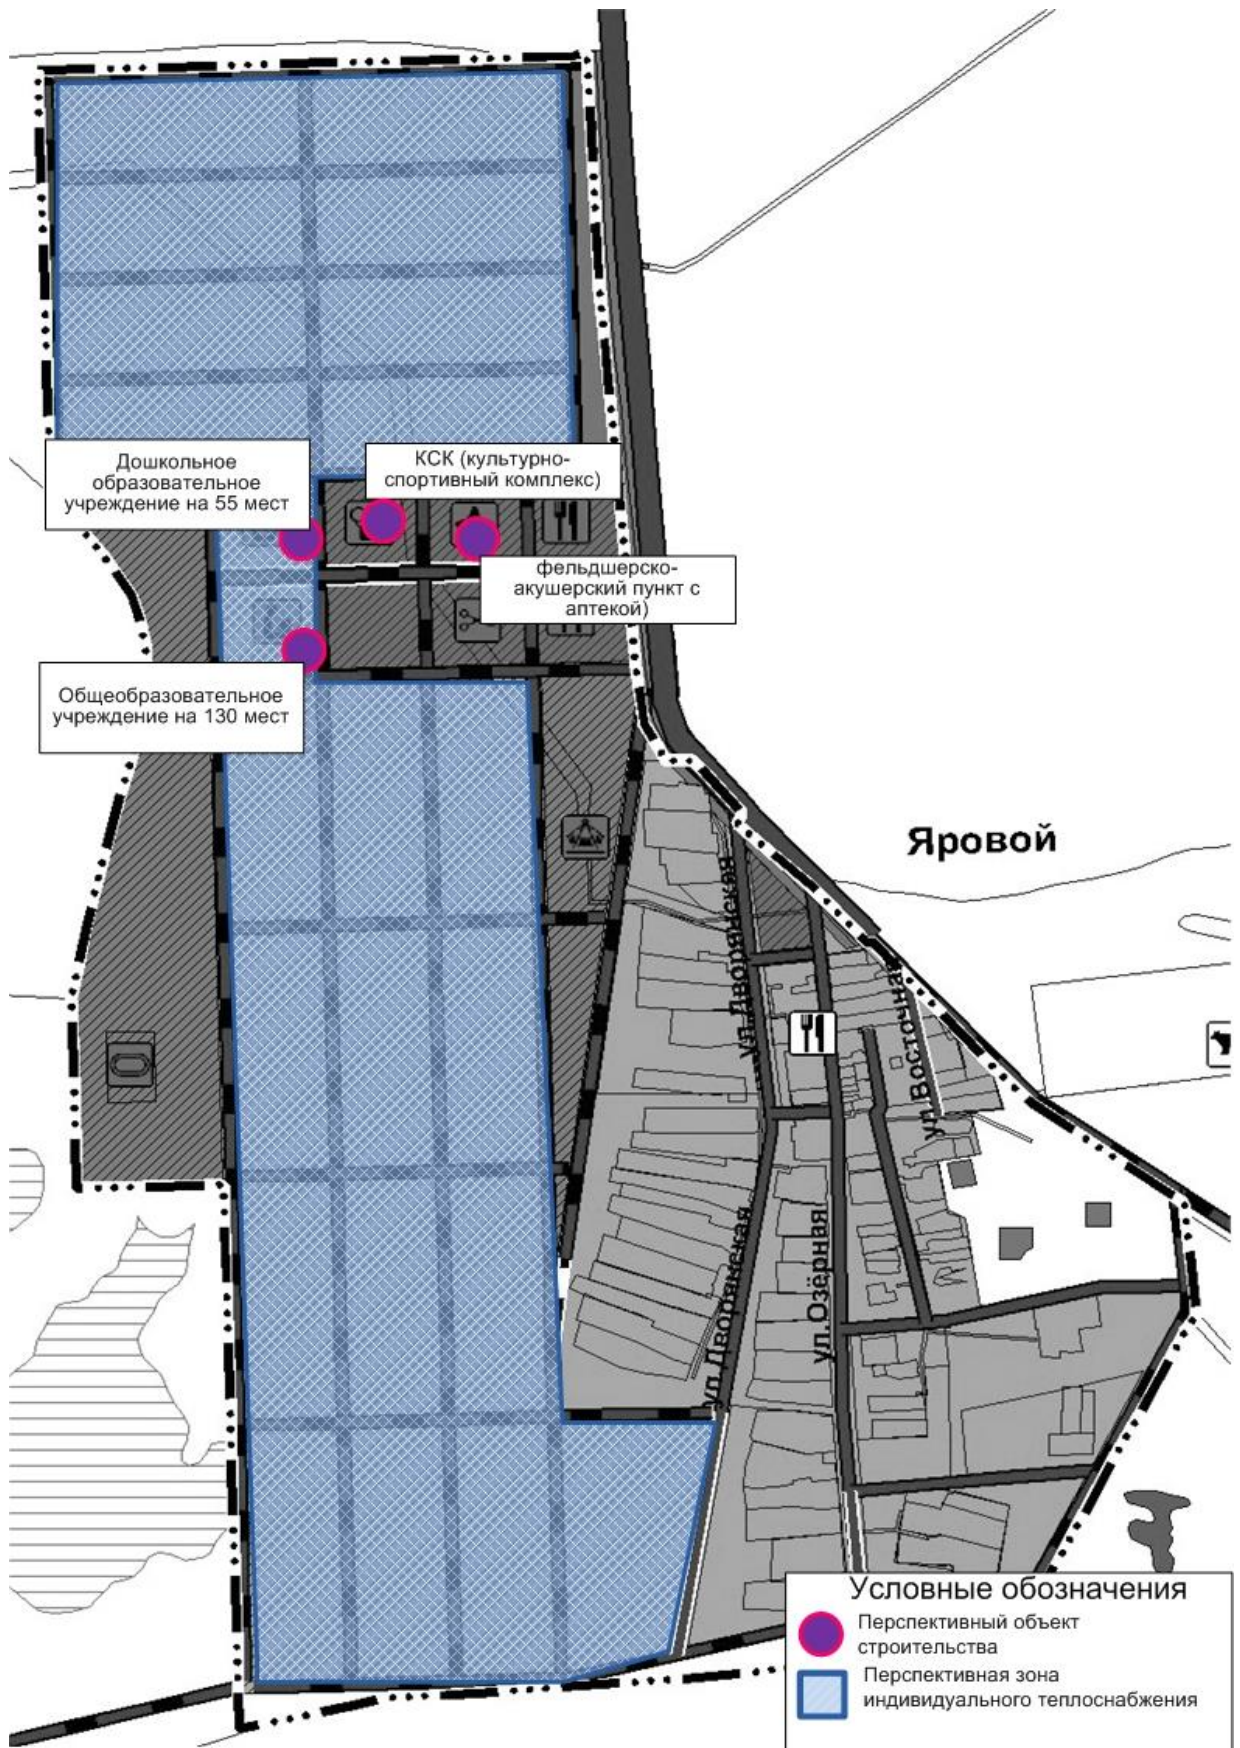 Дошкольное
образовательное
учреждение на 55 мест
КСК (культурно-
спортивный комплекс)
фельдшерско-
акушерский пункт с
аптекой)
Общеобразовательное
учреждение на 130 мест
Яровой
ул.Дворянская
ул.Восточная
ул.Дворянская
ул.Озёрная
Условные обозначения
Перспективный объект
строительства
Перспективная зона
индивидуального теплоснабжения